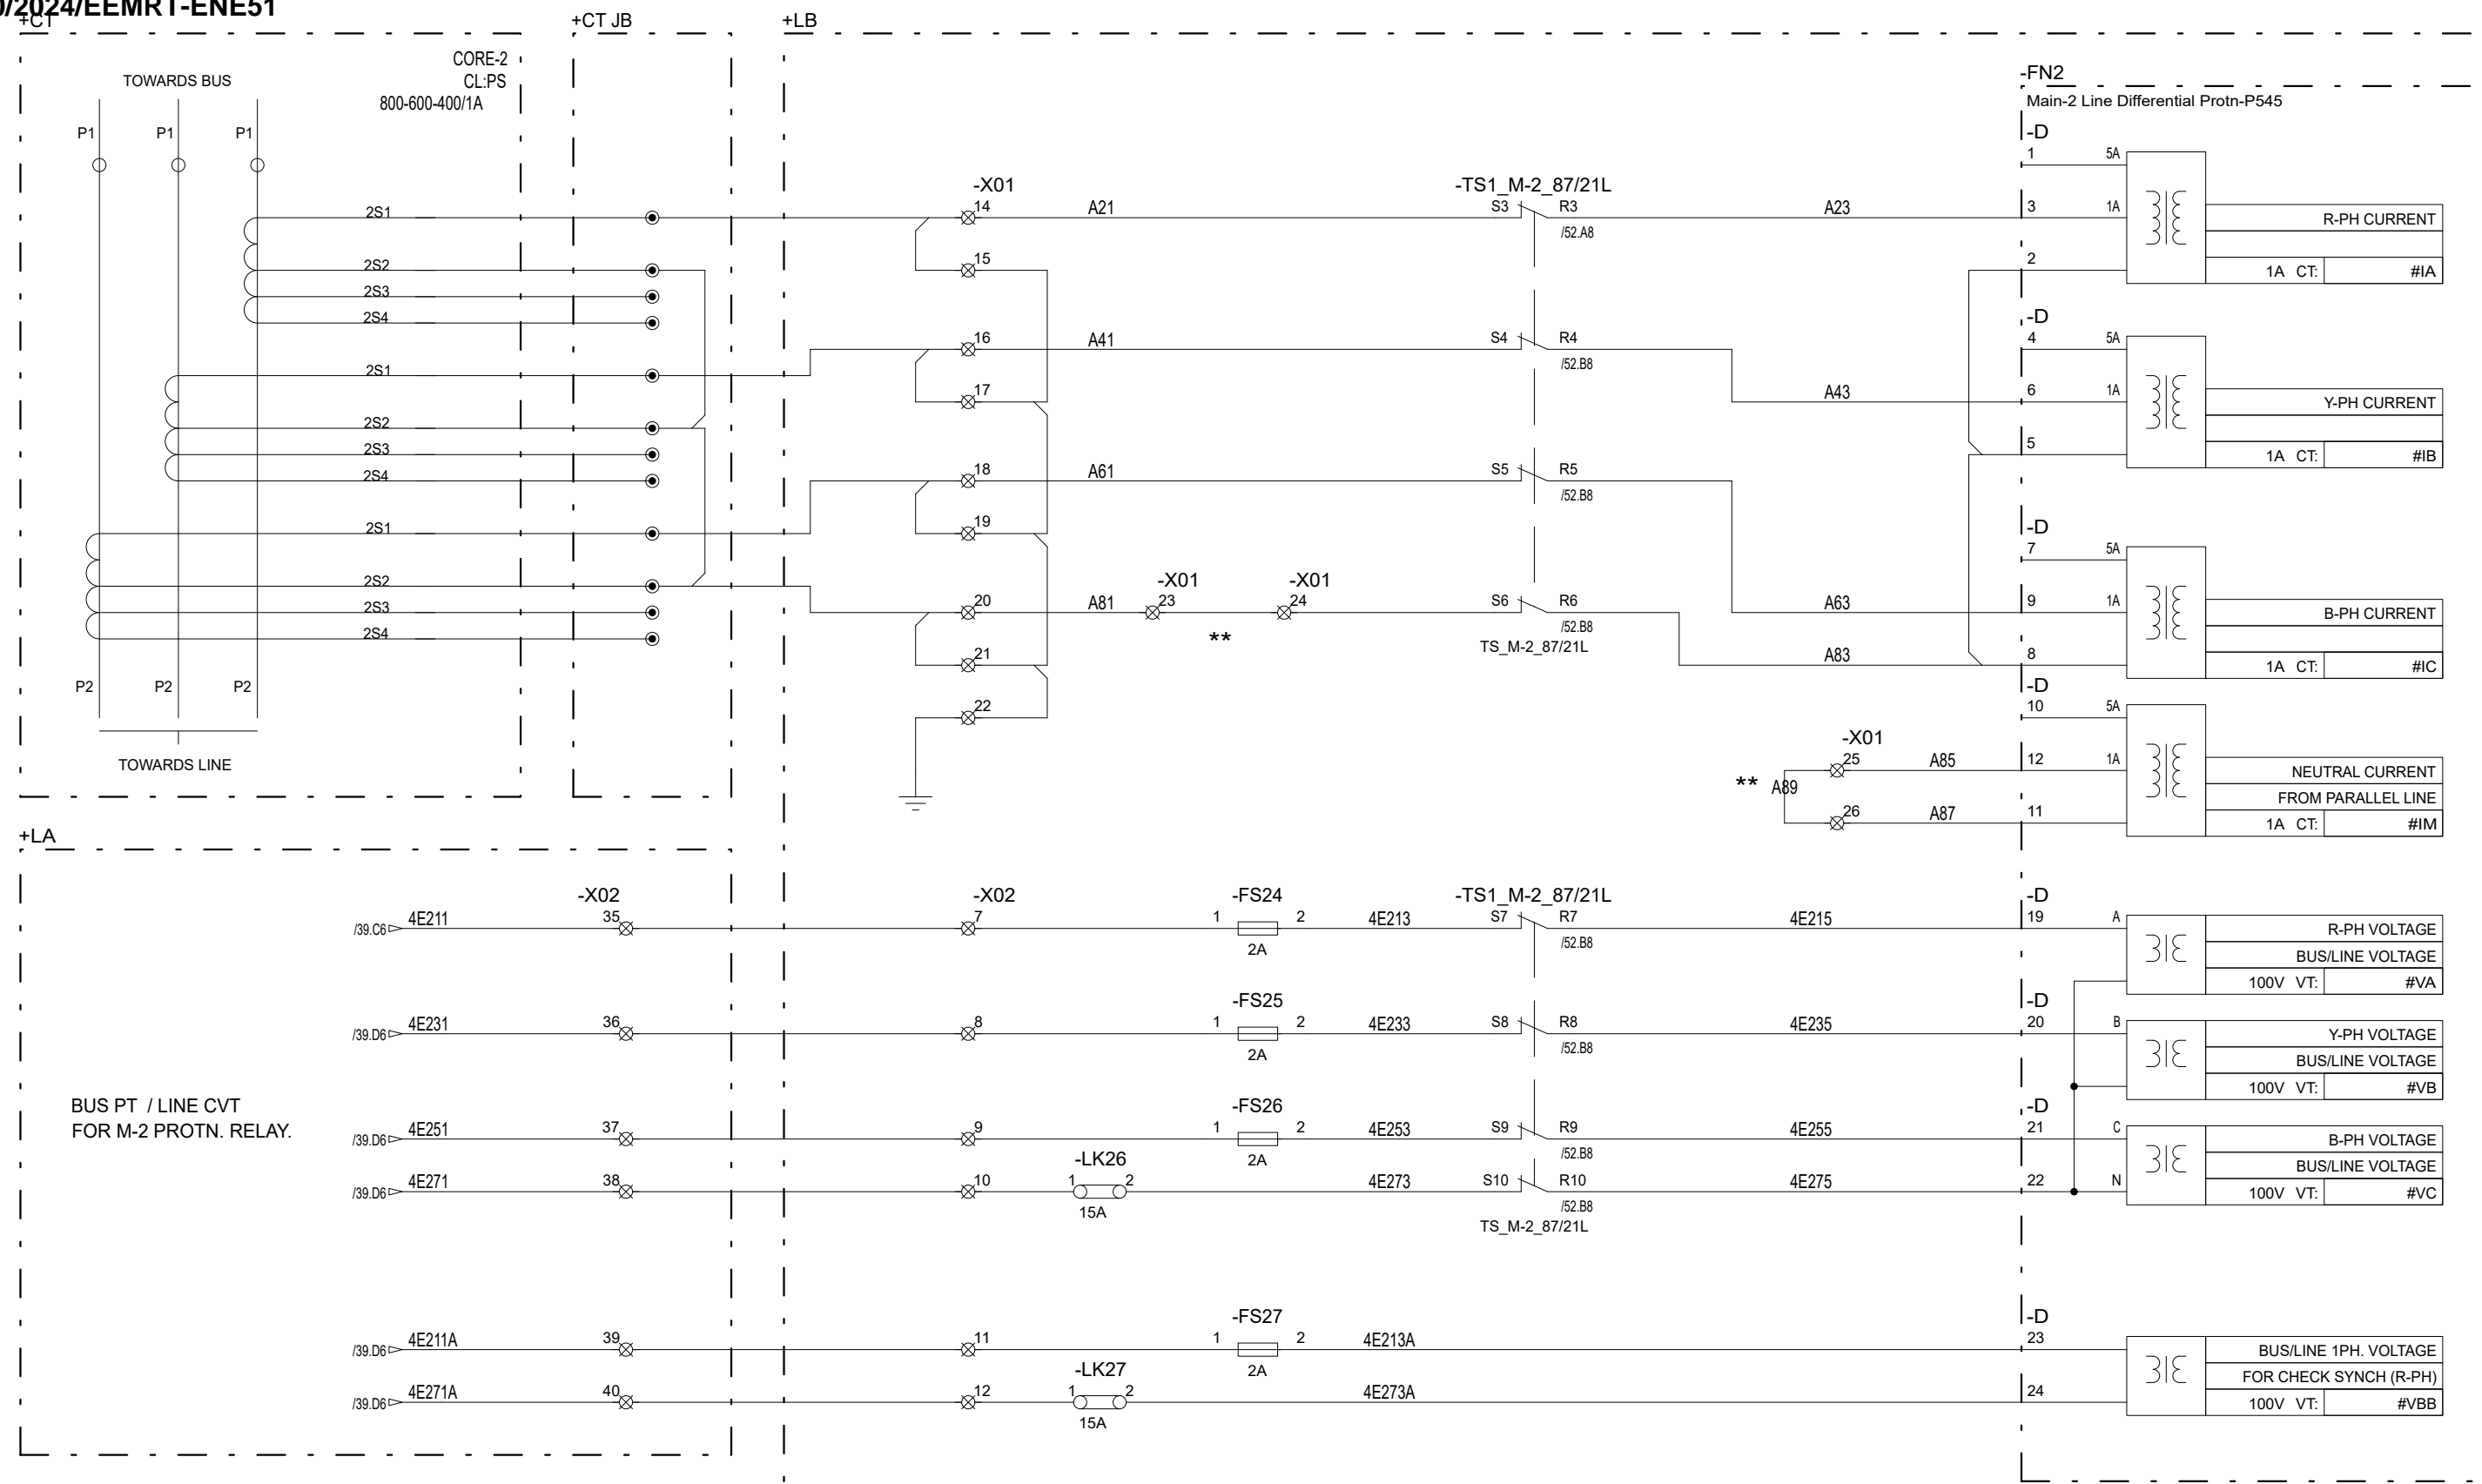 0/2024/EEMRT-ENE51
+CT
+CT JB
+LB
CORE-2
CL:PS
800-600-400/1A
TOWARDS BUS
P1 P1 P1
-FN2
Main-2 Line Differential Protn-P545
-D
1 5A
-X01
-TS1_M-2_87/21L
2S1 14 A21 S3 R3 A23 3 1A R-PH CURRENT
/52.A8
2S2 15 2 1A CT: #IA
2S3
2S4
-D
16 A41 S4 R4 4 5A
/52.B8
2S1
17 A43 6 1A Y-PH CURRENT
2S2 5 1A CT: #IB
2S3
2S4 18 A61 S5 R5
/52.B8
2S1 19
-D
7 5A
2S2
-X01 -X01
2S3 20 A81 23 24 S6 R6 A63 9 1A B-PH CURRENT
/52.B8
2S4
**
TS_M-2_87/21L
21 A83 8 1A CT: #IC
P2 P2 P2
-D
22 10 5A
TOWARDS LINE
-X01
25 A85 12 1A NEUTRAL CURRENT
** A89
FROM PARALLEL LINE
26 A87 11 1A CT: #IM
+LA
-X02 -X02 -FS24 -TS1_M-2_87/21L -D
/39.C6 4E211 35 7 1 2 4E213 S7 R7 4E215 19 A R-PH VOLTAGE
2A /52.B8 BUS/LINE VOLTAGE
100V VT: #VA
-FS25 -D
/39.D6 4E231 36 8 1 2 4E233 S8 R8 4E235 20 B Y-PH VOLTAGE
2A /52.B8 BUS/LINE VOLTAGE
100V VT: #VB
BUS PT / LINE CVT
FOR M-2 PROTN. RELAY.
-FS26 -D
/39.D6 4E251 37 9 1 2 4E253 S9 R9 4E255 21 C B-PH VOLTAGE
2A /52.B8 BUS/LINE VOLTAGE
-LK26
/39.D6 4E271 38 10 1 2 4E273 S10 R10 4E275 22 N 100V VT: #VC
15A /52.B8
TS_M-2_87/21L
-FS27 -D
/39.D6 4E211A 39 11 1 2 4E213A 23 BUS/LINE 1PH. VOLTAGE
2A FOR CHECK SYNCH (R-PH)
-LK27
/39.D6 4E271A 40 12 1 2 4E273A 24 100V VT: #VBB
15A